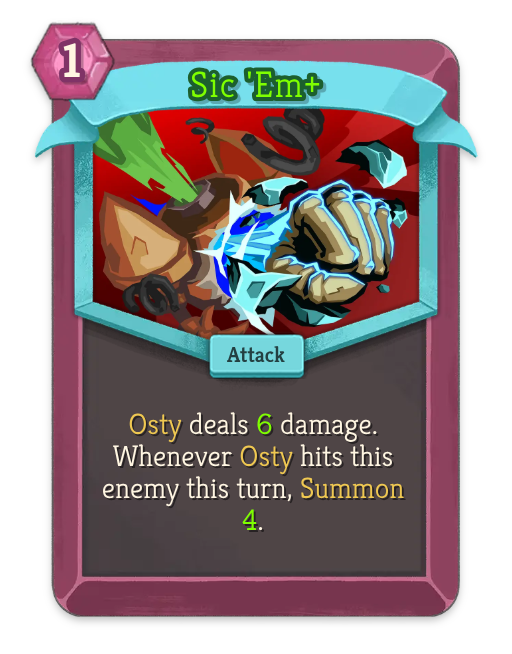 1
Sic 'Em+
Attack
Osty deals 6 damage.
Whenever Osty hits this
enemy this turn, Summon
4.